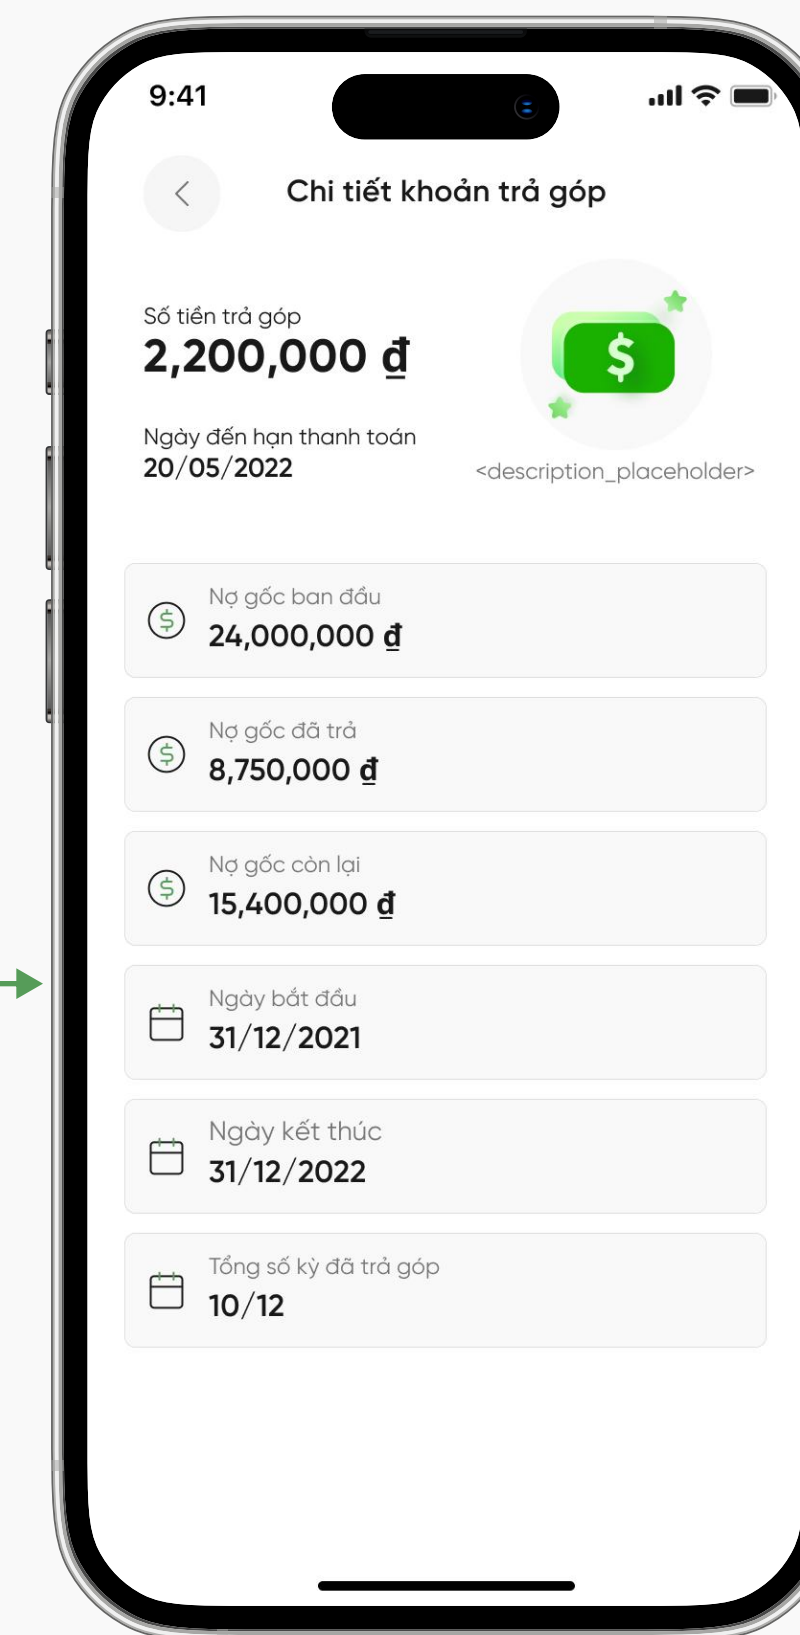 9:41
Chi tiết khoản trả góp
Số tiền trả góp
2,200,000 ₫
Ngày đến hạn thanh toán
20/05/2022
$
<description_placeholder>
Nợ gốc ban đầu
$
24,000,000 ₫
Nợ gốc đã trả
$
8,750,000 ₫
Nợ gốc còn lại
$
15,400,000 ₫
Ngày bắt đầu
31/12/2021
Ngày kết thúc
31/12/2022
Tổng số kỳ đã trả góp
10/12